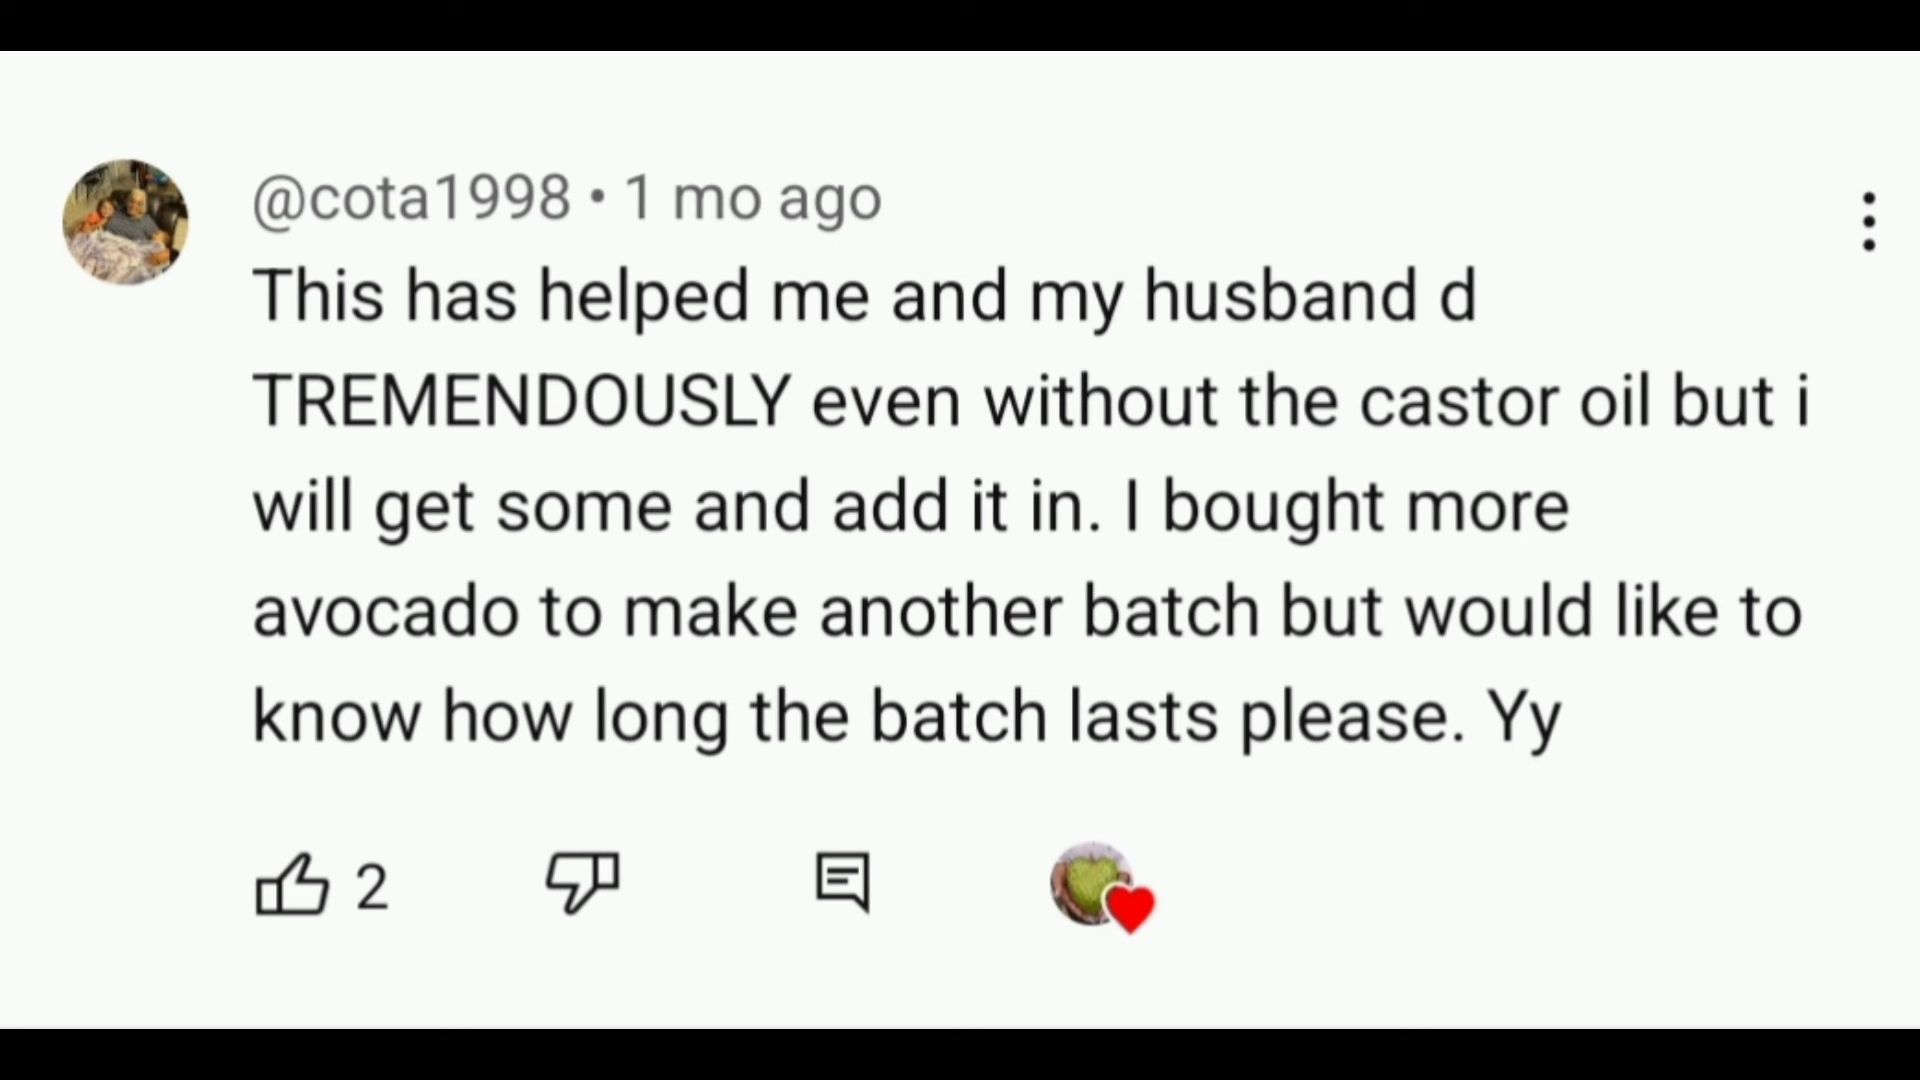 @cota1998 • 1 mo ago
This has helped me and my husband d
TREMENDOUSLY even without the castor oil but i
will get some and add it in. I bought more
avocado to make another batch but would like to
know how long the batch lasts please. Yy
2